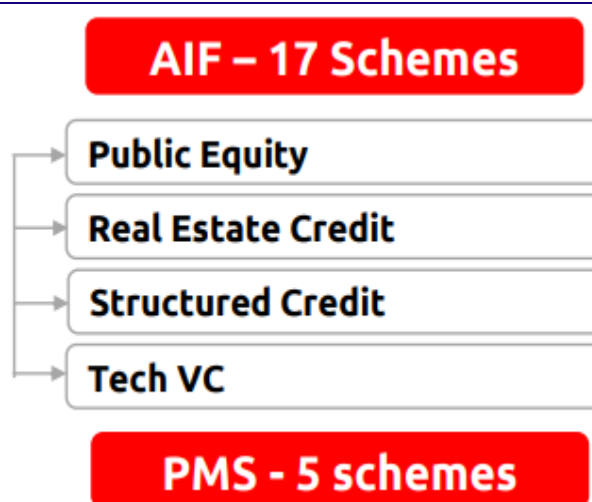 AIF – 17 Schemes
Public Equity
Real Estate Credit
Structured Credit
Tech VC
PMS - 5 schemes